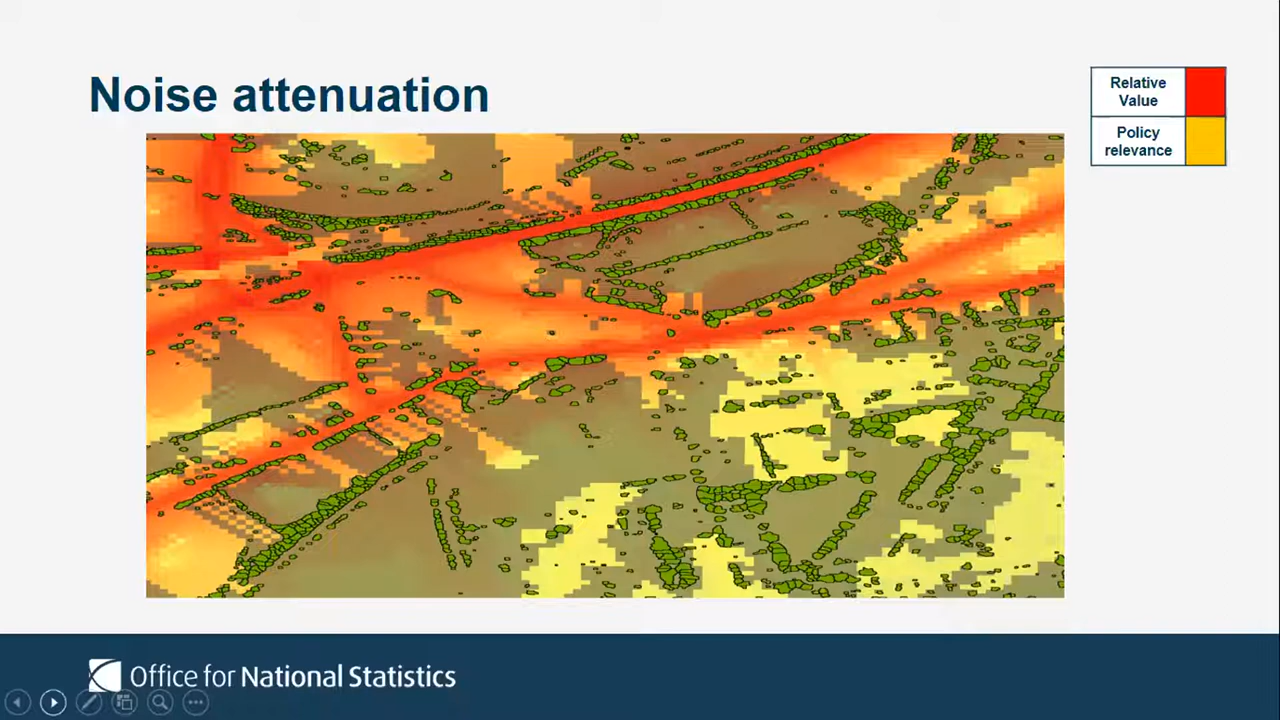 Noise attenuation
Relative
Value
Policy
relevance
Office for National Statistics